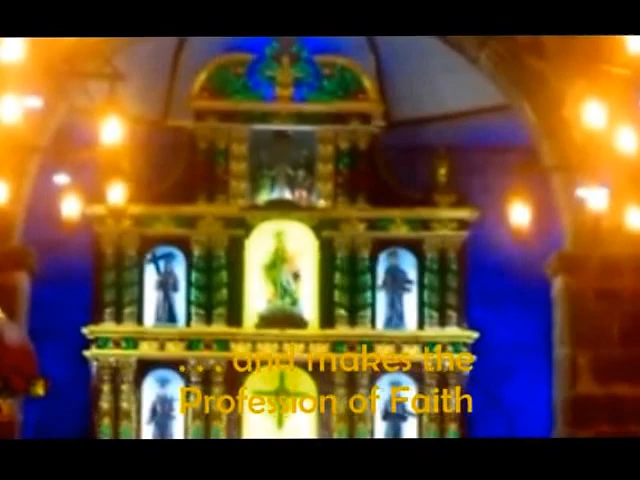 . . . and makes the
Profession of Faith